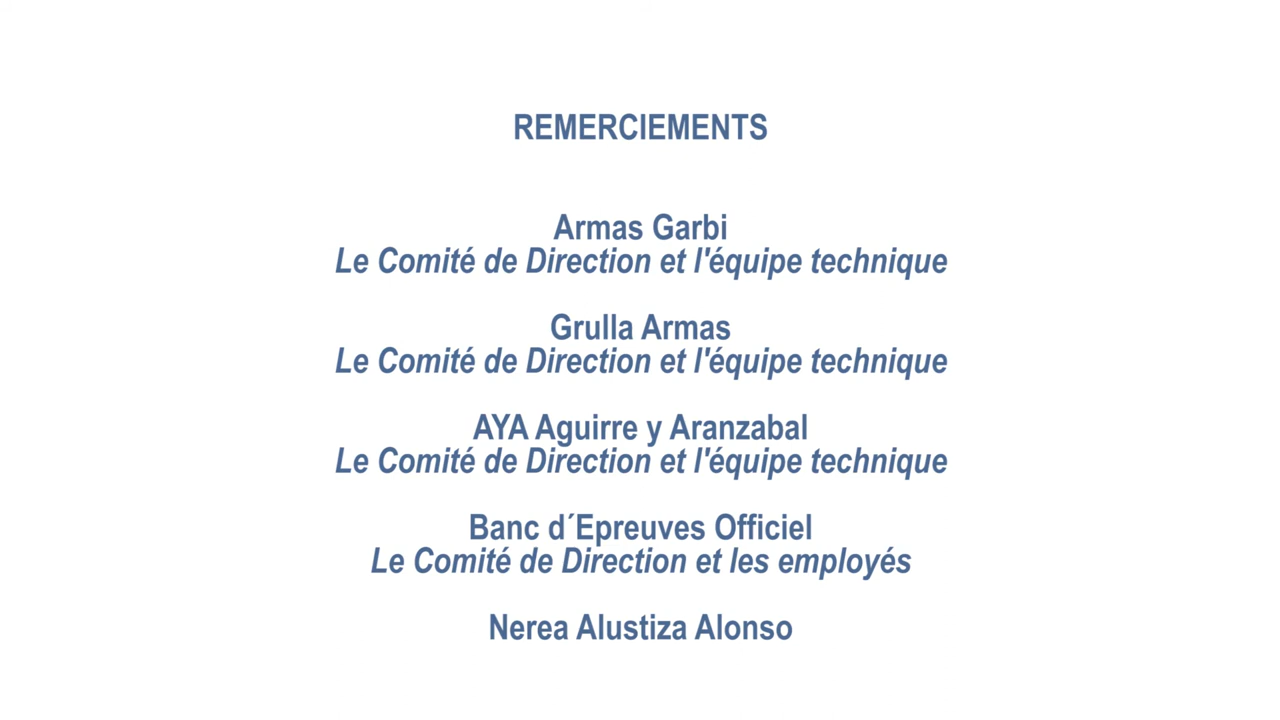 REMERCIEMENTS
Armas Garbi
Le Comité de Direction et l'équipe technique
Grulla Armas
Le Comité de Direction et l'équipe technique
AYA Aguirre y Aranzabal
Le Comité de Direction et l'équipe technique
Banc d´Epreuves Officiel
Le Comité de Direction et les employés
Nerea Alustiza Alonso